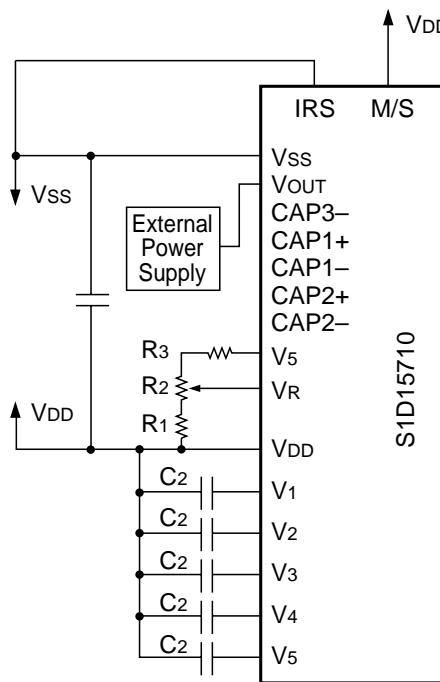 VDD
IRS M/S
VSS
VSS
VOUT
External
Power
Supply
CAP3–
CAP1+
CAP1–
CAP2+
CAP2–
R3
V5
R2
VR
R1
VDD
VDD
S1D15710
C2
V1
C2
V2
C2
V3
C2
V4
C2
V5